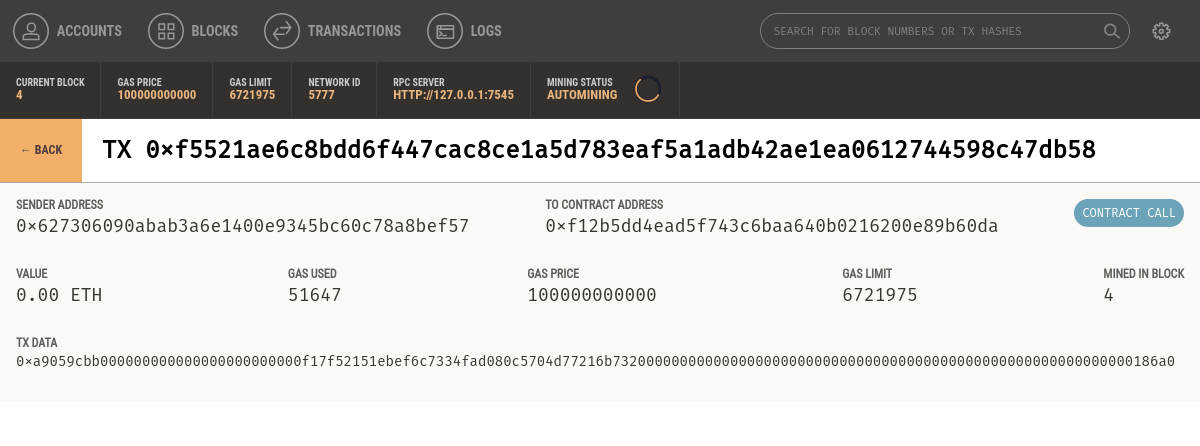 ACCOUNTS BLOCKS TRANSACTIONS LOGS SEARCH FOR BLOCK NUMBERS OR TX HASHES
CURRENT BLOCK GAS PRICE GAS LIMIT NETWORK ID RPC SERVER MINING STATUS
4 100000000000 6721975 5777 HTTP://127.0.0.1:7545 AUTOMINING
← BACK TX 0×f5521ae6c8bdd6f447cac8ce1a5d783eaf5a1adb42ae1ea0612744598c47db58
SENDER ADDRESS TO CONTRACT ADDRESS
0×627306090abab3a6e1400e9345bc60c78a8bef57 0×f12b5dd4ead5f743c6baa640b0216200e89b60da CONTRACT CALL
VALUE GAS USED GAS PRICE GAS LIMIT MINED IN BLOCK
0.00 ETH 51647 100000000000 6721975 4
TX DATA
0×a9059cbb000000000000000000000000f17f52151ebef6c7334fad080c5704d77216b73200000000000000000000000000000000000000000000000000000000000186a0